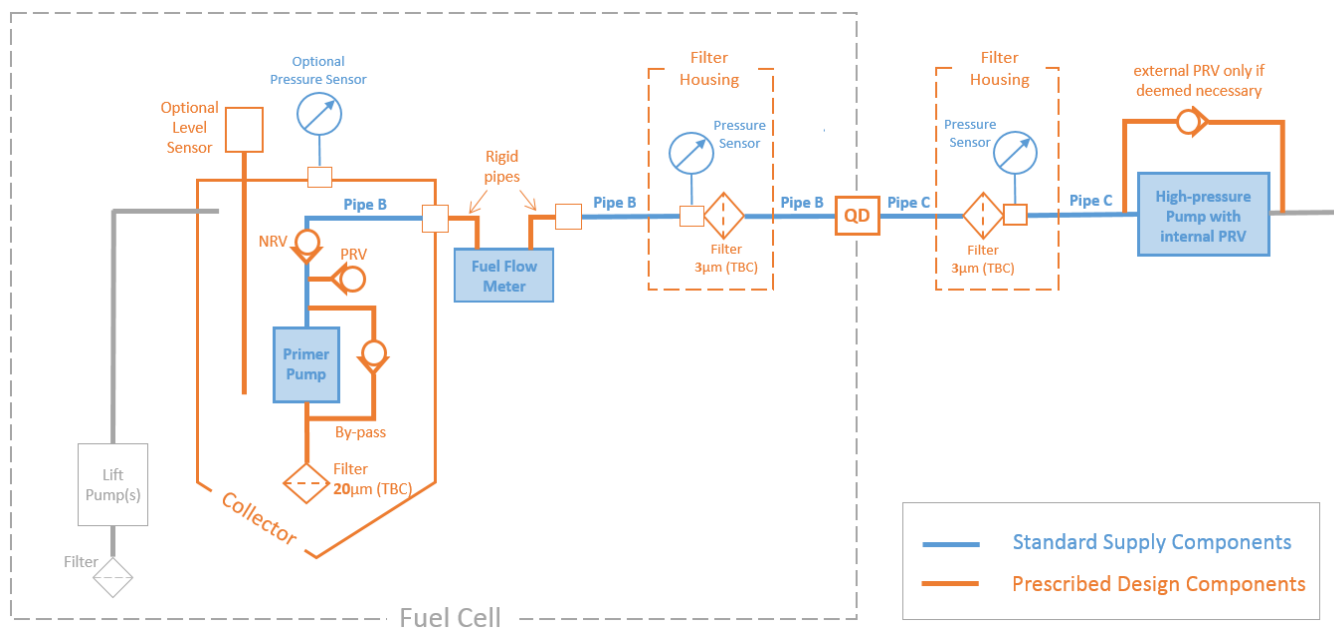 Optional
Pressure Sensor
Optional
Level
Sensor
Rigid
pipes
Filter
Housing
Pressure
Sensor
Filter
Housing
Pressure
Sensor
external PRV only if
deemed necessary
Pipe B
NRV
PRV
Fuel Flow
Meter
Pipe B
Pipe B
QD
Pipe C
Pipe C
High-pressure
Pump with
internal PRV
Filter
3µm (TBC)
Filter
3µm (TBC)
Primer
Pump
By-pass
Filter
20µm (TBC)
Collector
Lift
Pump(s)
Filter
Fuel Cell
Standard Supply Components
Prescribed Design Components